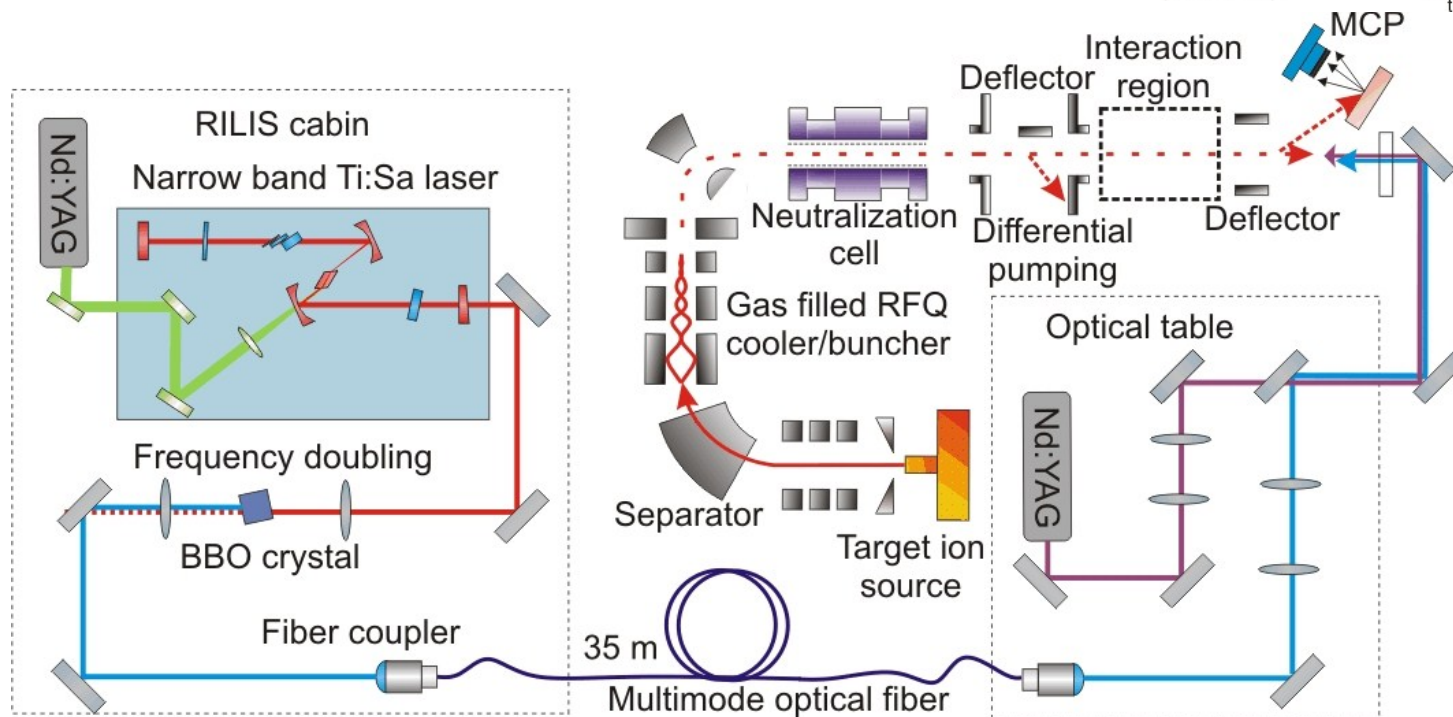 t
MCP
Interaction
region
Deflector
RILIS cabin
Nd:YAG
Narrow band Ti:Sa laser
Neutralization
cell
Differential
pumping
Deflector
Gas filled RFQ
cooler/buncher
Optical table
Nd:YAG
Frequency doubling
Separator
BBO crystal
Target ion
source
Fiber coupler
35 m
Multimode optical fiber